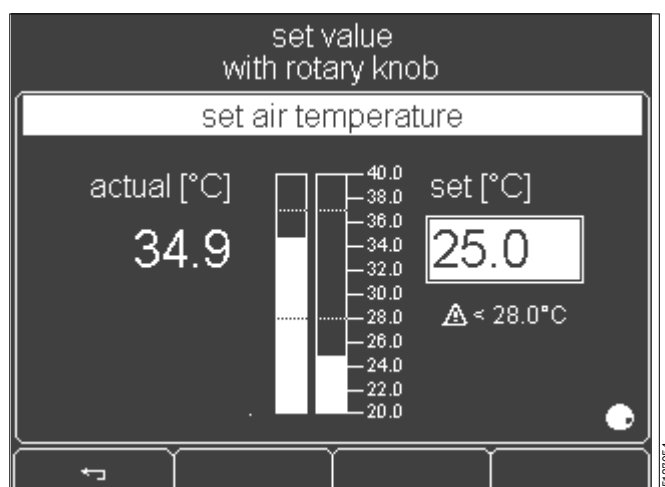 set value
with rotary knob
set air temperature
actual [°C]
34.9
40.0
38.0
36.0
34.0
32.0
30.0
28.0
26.0
24.0
22.0
20.0
set [°C]
25.0
< 28.0°C